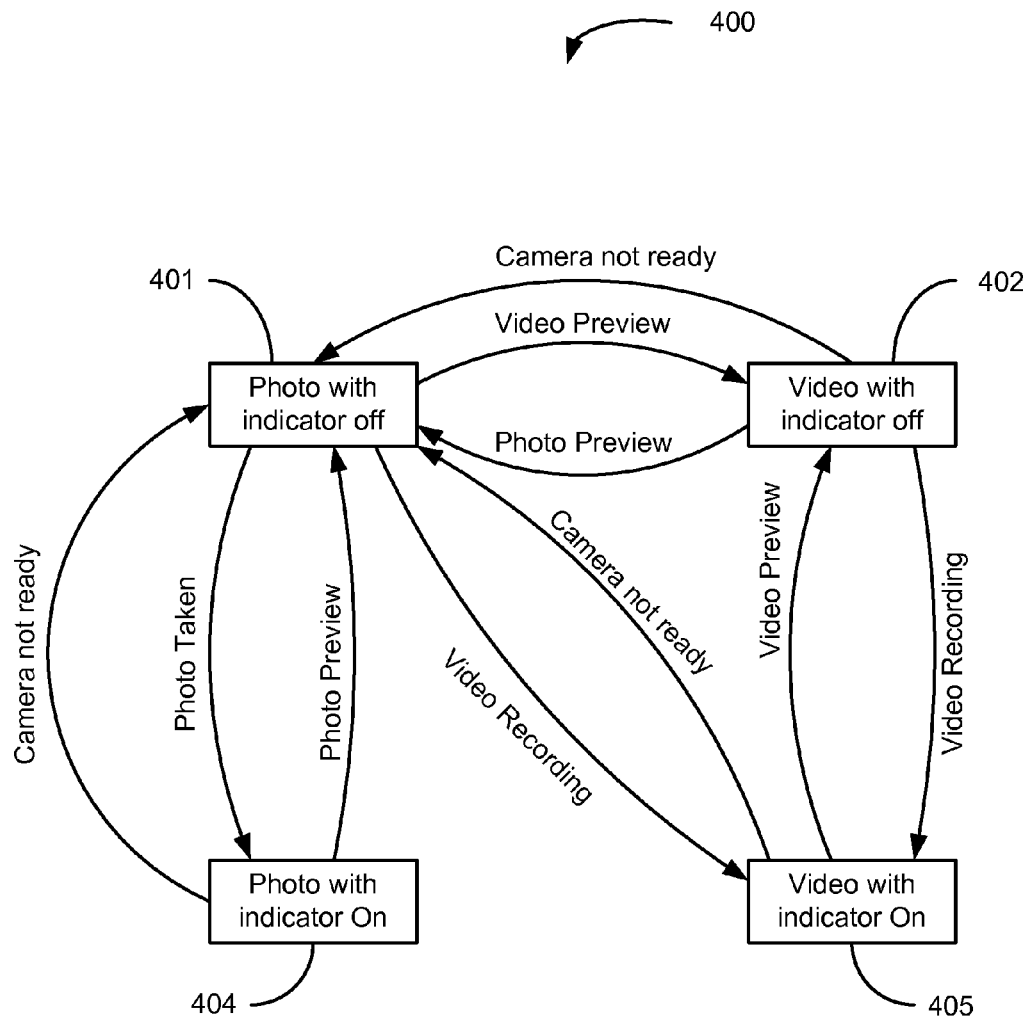 400
Camera not ready
401
402
Video Preview
Photo with
indicator off
Video with
indicator off
Photo Preview
Camera not ready
Video Preview
Camera not ready
Video Recording
Photo Taken
Photo Preview
Video Recording
Photo with
indicator On
Video with
indicator On
404
405